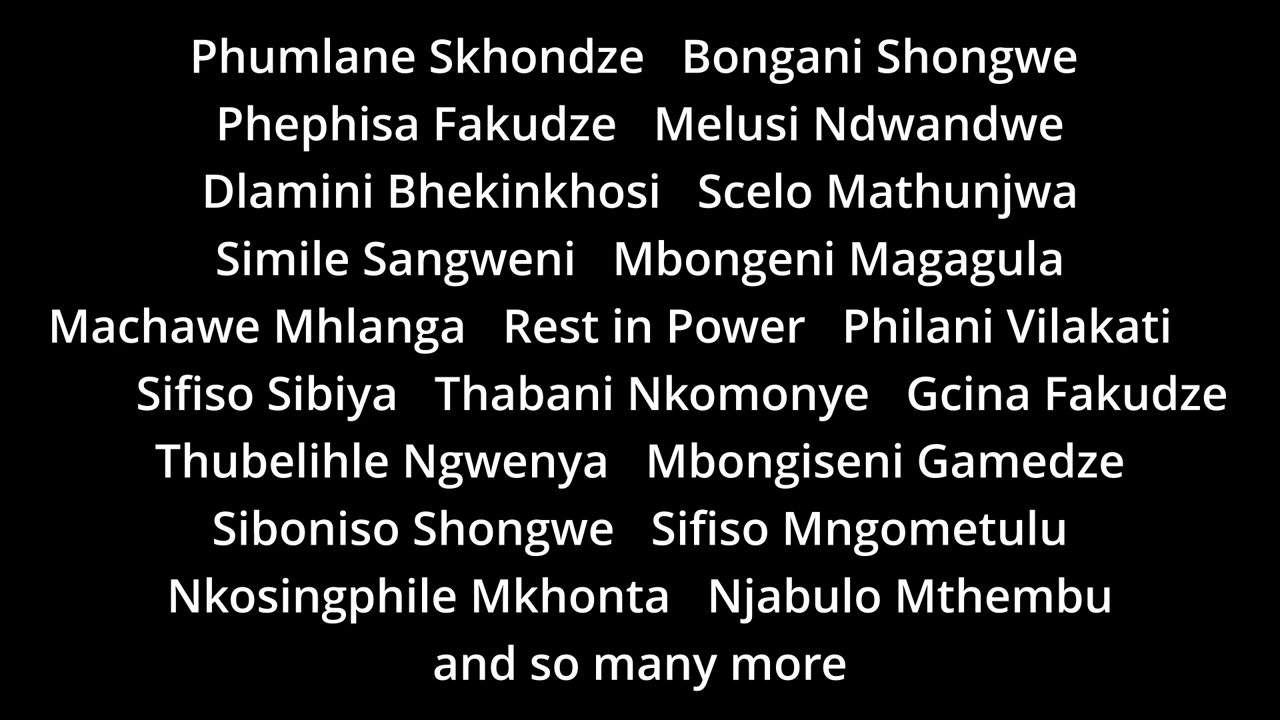 Phumlane Skhondze Bongani Shongwe
Phephisa Fakudze Melusi Ndwandwe
Dlamini Bhekinkhosi Scelo Mathunjwa
Simile Sangweni Mbongeni Magagula
Machawe Mhlanga Rest in Power Philani Vilakati
Sifiso Sibiya Thabani Nkomonye Gcina Fakudze
Thubelihle Ngwenya Mbongiseni Gamedze
Siboniso Shongwe Sifiso Mngometulu
Nkosingphile Mkhonta Njabulo Mthembu
and so many more